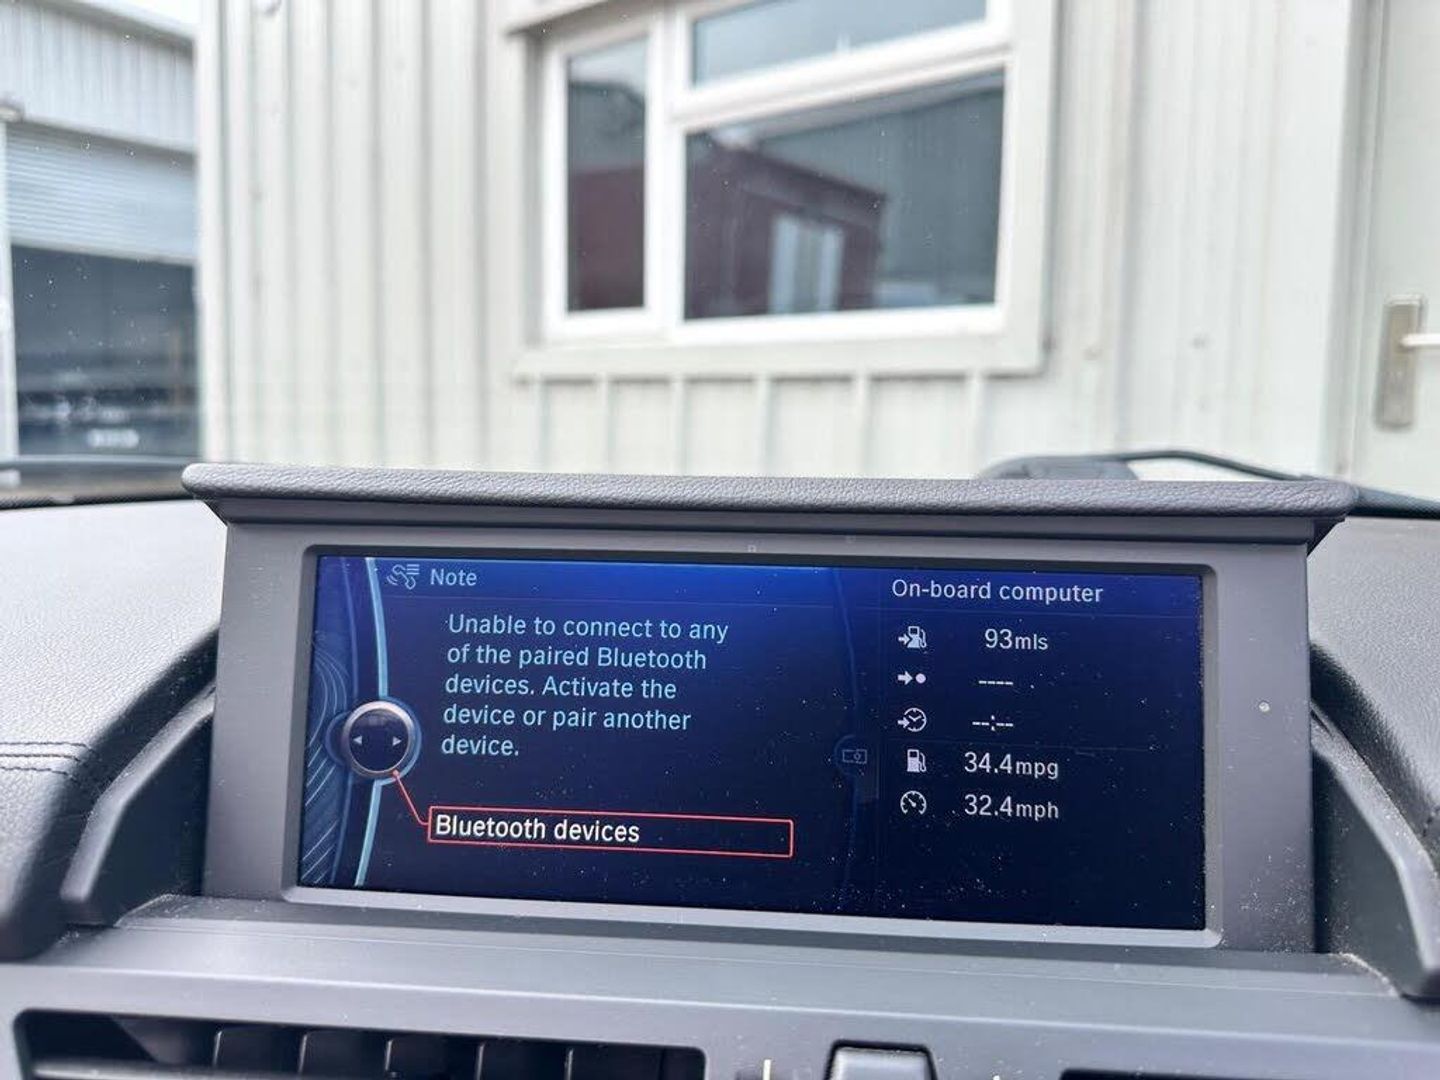 Note
Unable to connect to any
of the paired Bluetooth
devices. Activate the
device or pair another
device.
Bluetooth devices
On-board computer
93mls
----
--:--
34.4mpg
32.4mph